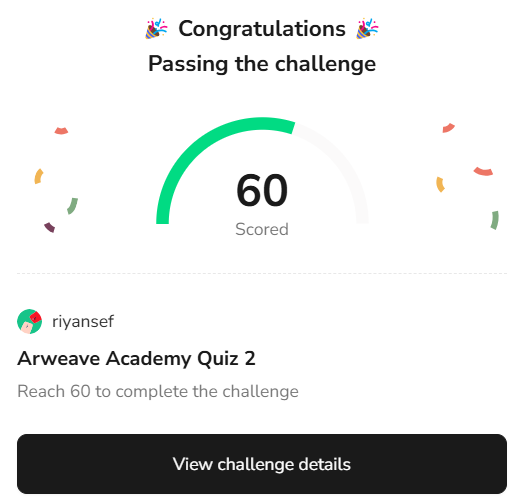 🎉 Congratulations 🎉
Passing the challenge
60
Scored
riyansef
Arweave Academy Quiz 2
Reach 60 to complete the challenge
View challenge details